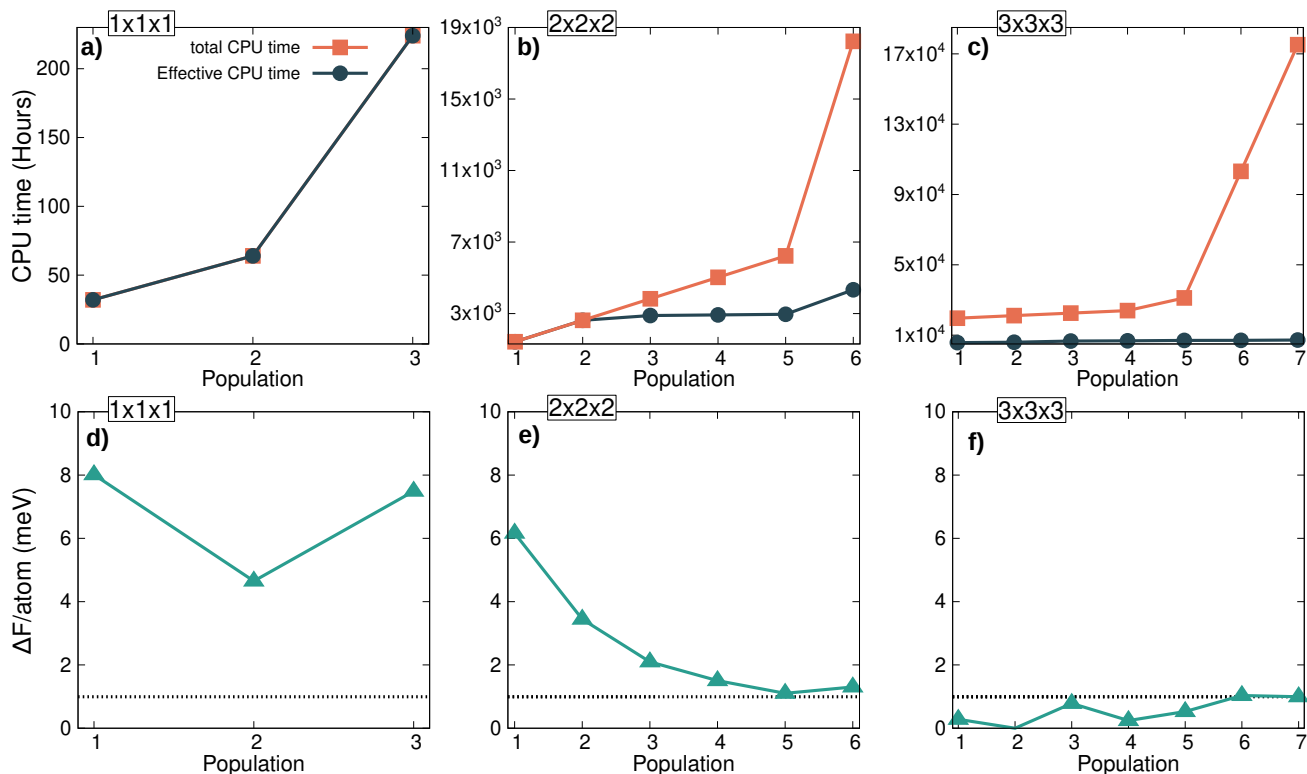 1x1x1
a)
total CPU time
Effective CPU time
CPU time (Hours)
0
50
100
150
200
1
2
3
Population
2x2x2
b)
19x10³
15x10³
11x10³
7x10³
3x10³
1
2
3
4
5
6
Population
3x3x3
c)
17x10⁴
13x10⁴
9x10⁴
5x10⁴
1x10⁴
1
2
3
4
5
6
7
Population
1x1x1
d)
ΔF/atom (meV)
0
2
4
6
8
10
1
2
3
Population
2x2x2
e)
0
2
4
6
8
10
1
2
3
4
5
6
Population
3x3x3
f)
0
2
4
6
8
10
1
2
3
4
5
6
7
Population